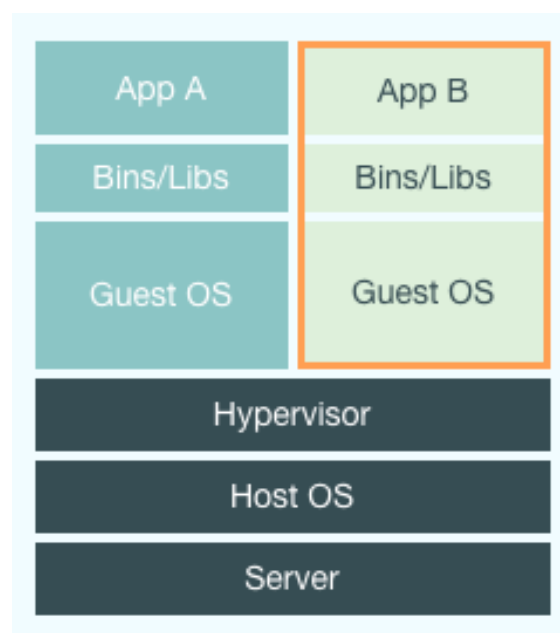 App A
App B
Bins/Libs
Bins/Libs
Guest OS
Guest OS
Hypervisor
Host OS
Server